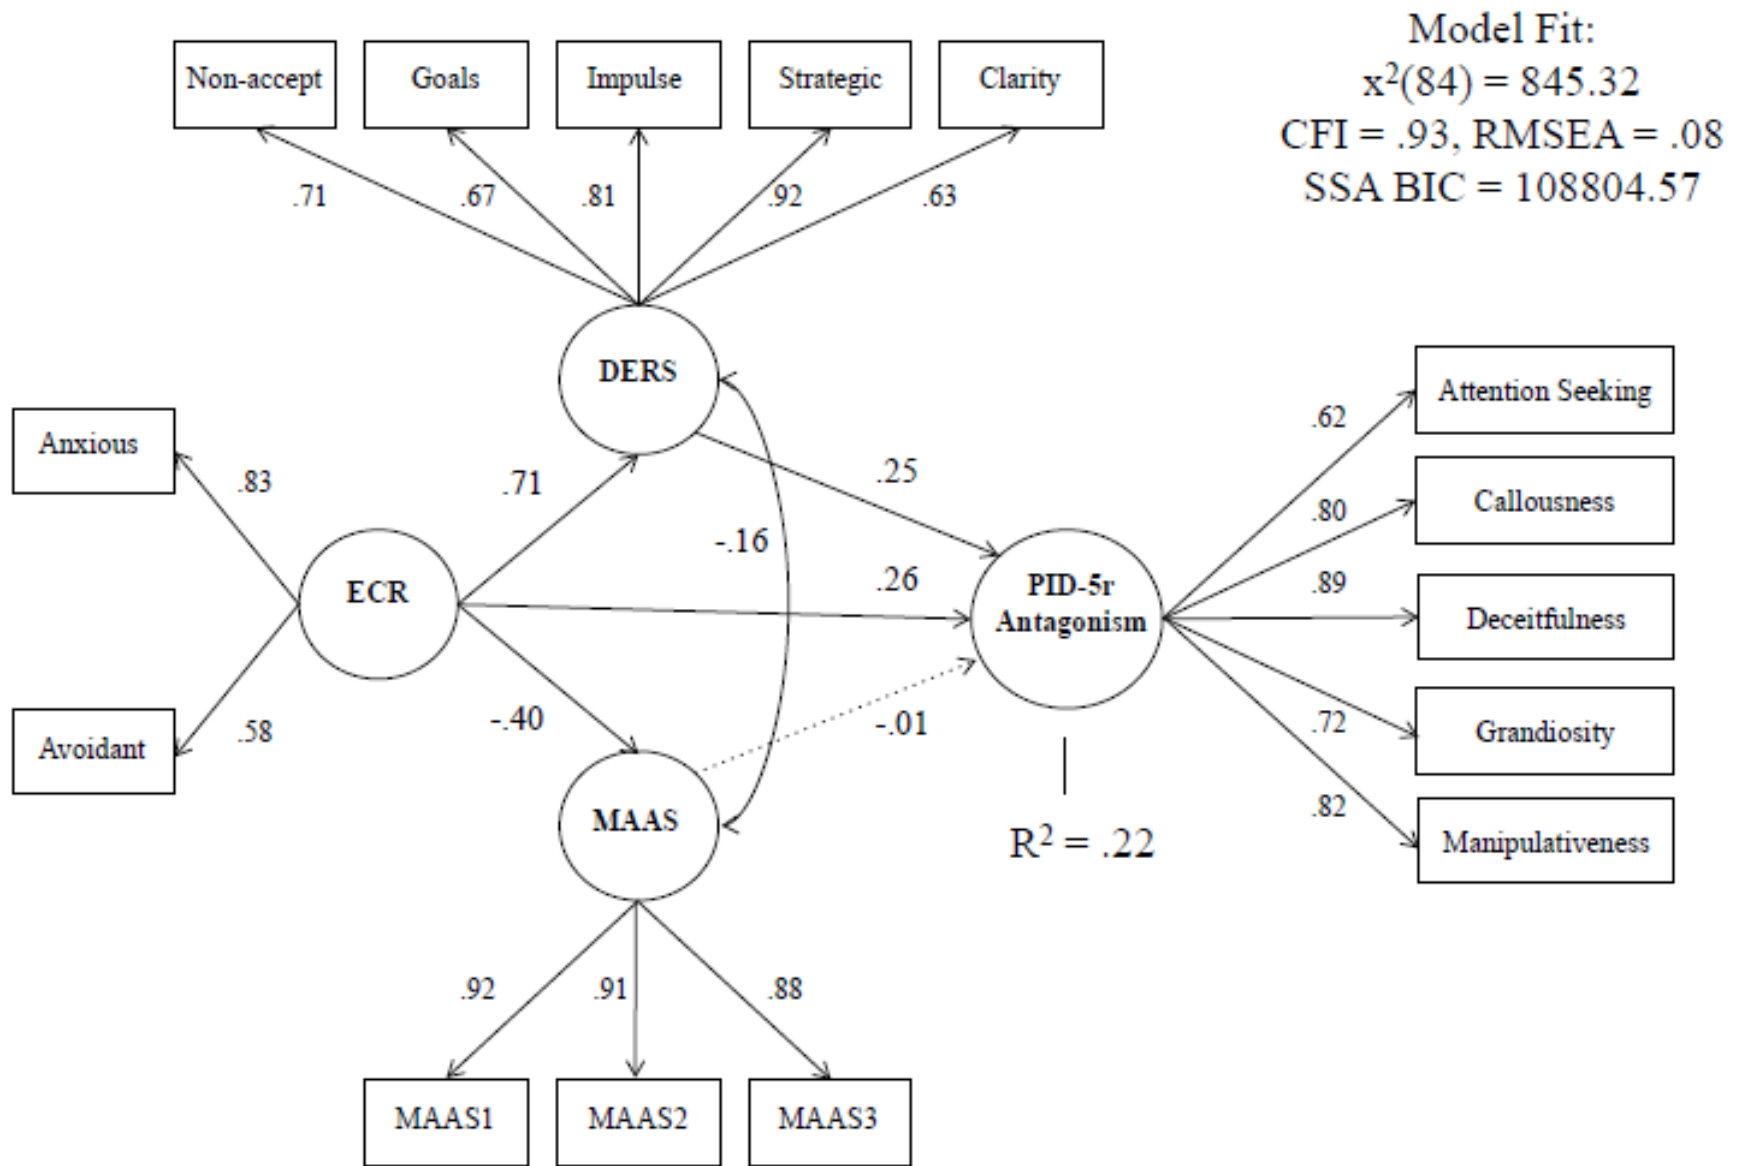 Model Fit:
x²(84) = 845.32
CFI = .93, RMSEA = .08
SSA BIC = 108804.57
Non-accept
Goals
Impulse
Strategic
Clarity
.71
.67
.81
.92
.63
DERS
Anxious
.83
.71
.25
-.16
ECR
.26
PID-5r
Antagonism
Avoidant
.58
-.40
-.01
MAAS
R² = .22
.62
Attention Seeking
.80
Callousness
.89
Deceitfulness
.72
Grandiosity
.82
Manipulativeness
.92
.91
.88
MAAS1
MAAS2
MAAS3